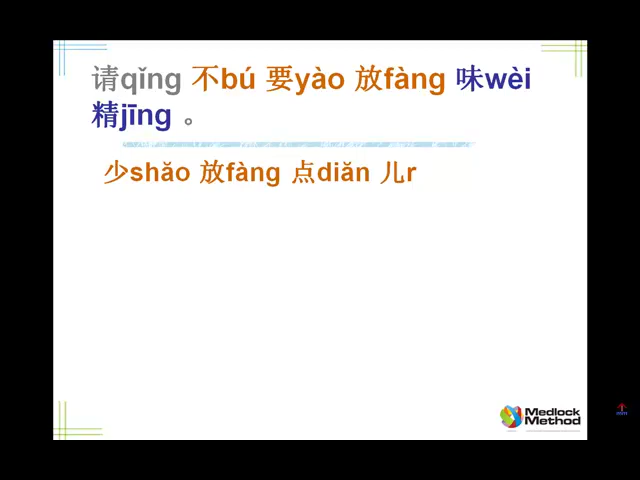 请qǐng 不bú 要yào 放fàng 味wèi
精jīng 。
少shǎo 放fàng 点diǎn 儿r
Medlock
Method